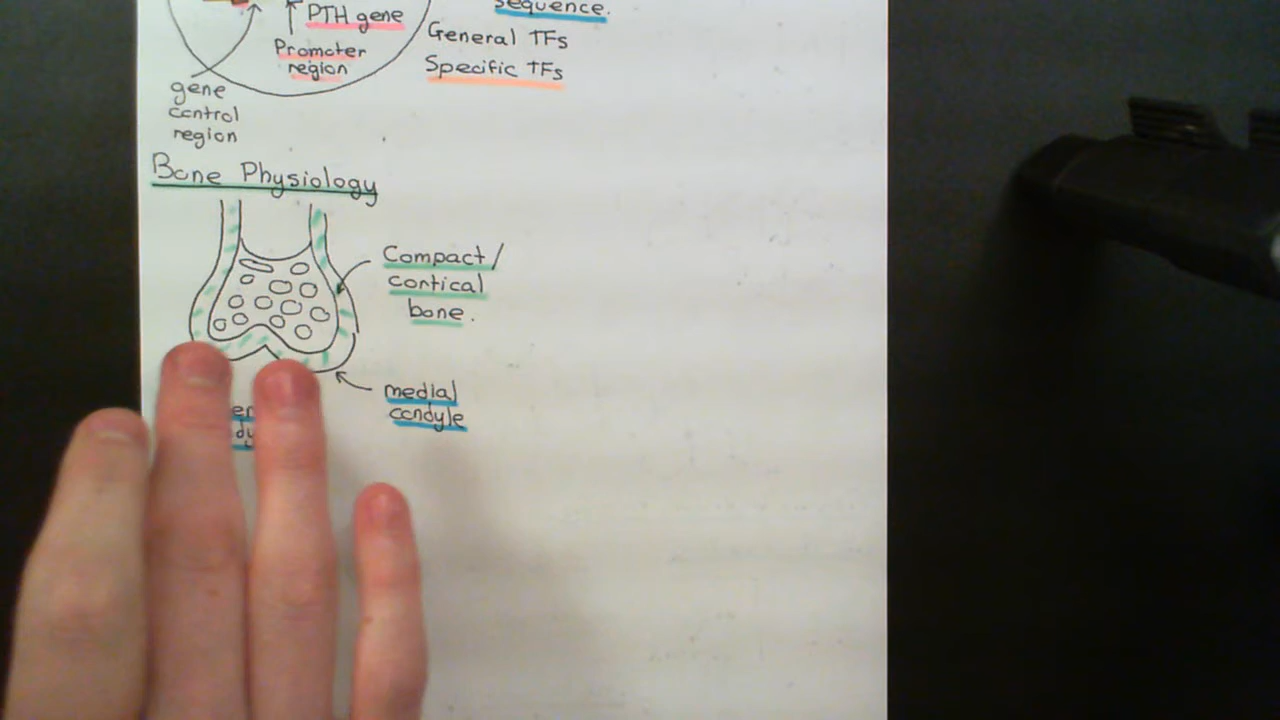 sequence.
PTH gene
General TFs
Promoter
region
Specific TFs
gene
control
region
Bone Physiology
Compact/
cortical
bone.
medial
condyle